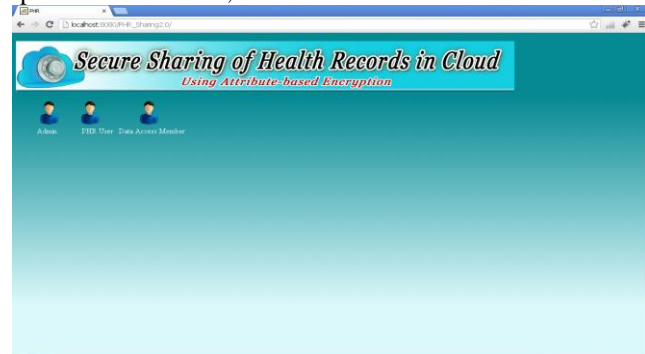 PHR
localhost:8080/PHR_Sharing2.0/
Secure Sharing of Health Records in Cloud
Using Attribute-based Encryption
Admin PHR User Data Access Member